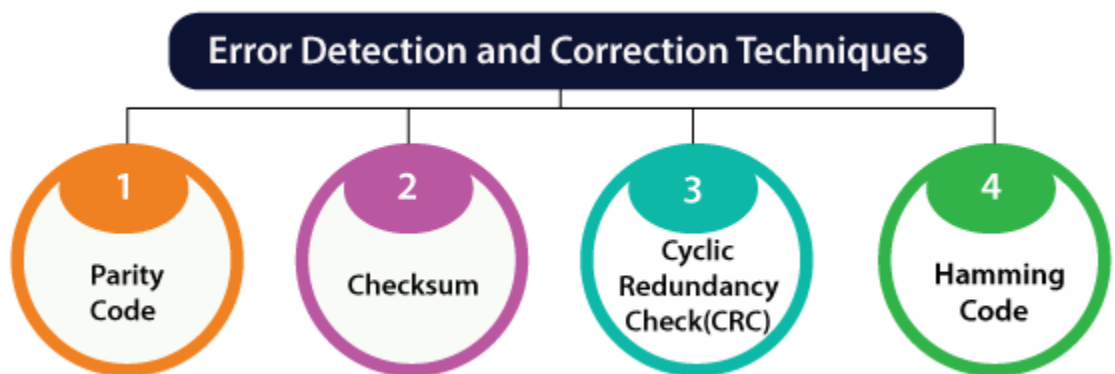 Error Detection and Correction Techniques
1
Parity
Code
2
Checksum
3
Cyclic
Redundancy
Check(CRC)
4
Hamming
Code